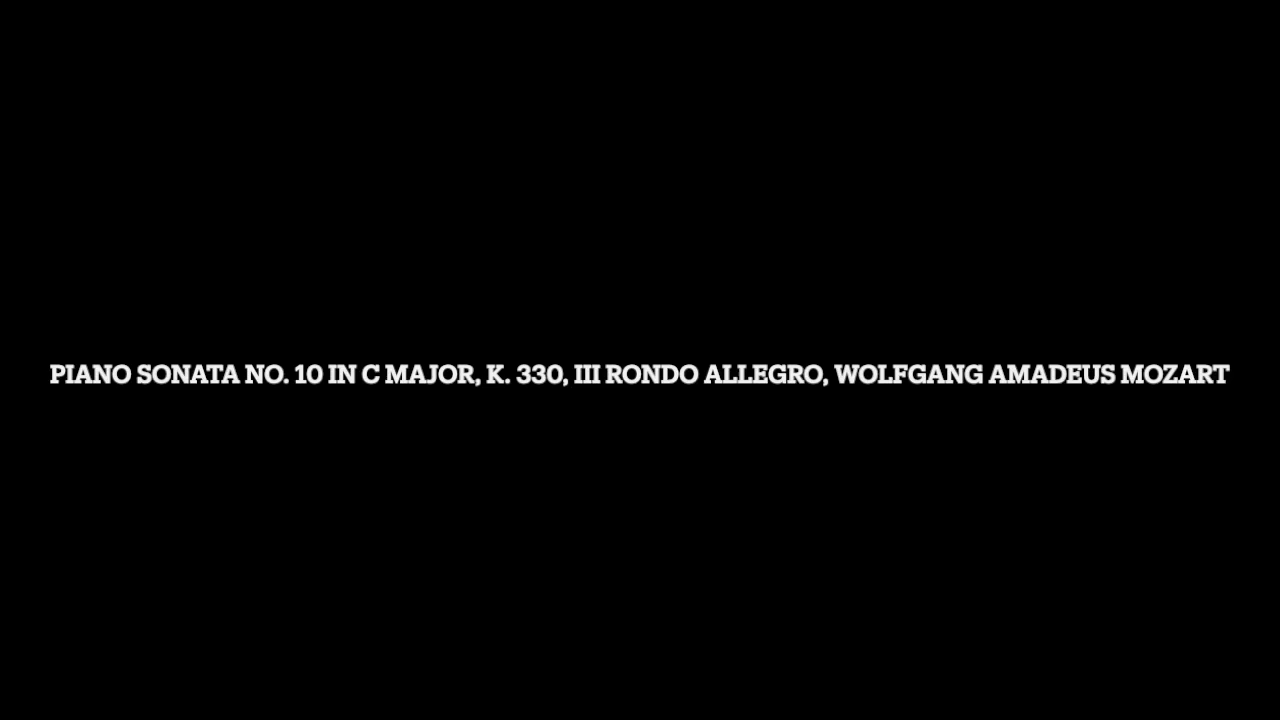 PIANO SONATA NO. 10 IN C MAJOR, K. 330, III RONDO ALLEGRO, WOLFGANG AMADEUS MOZART